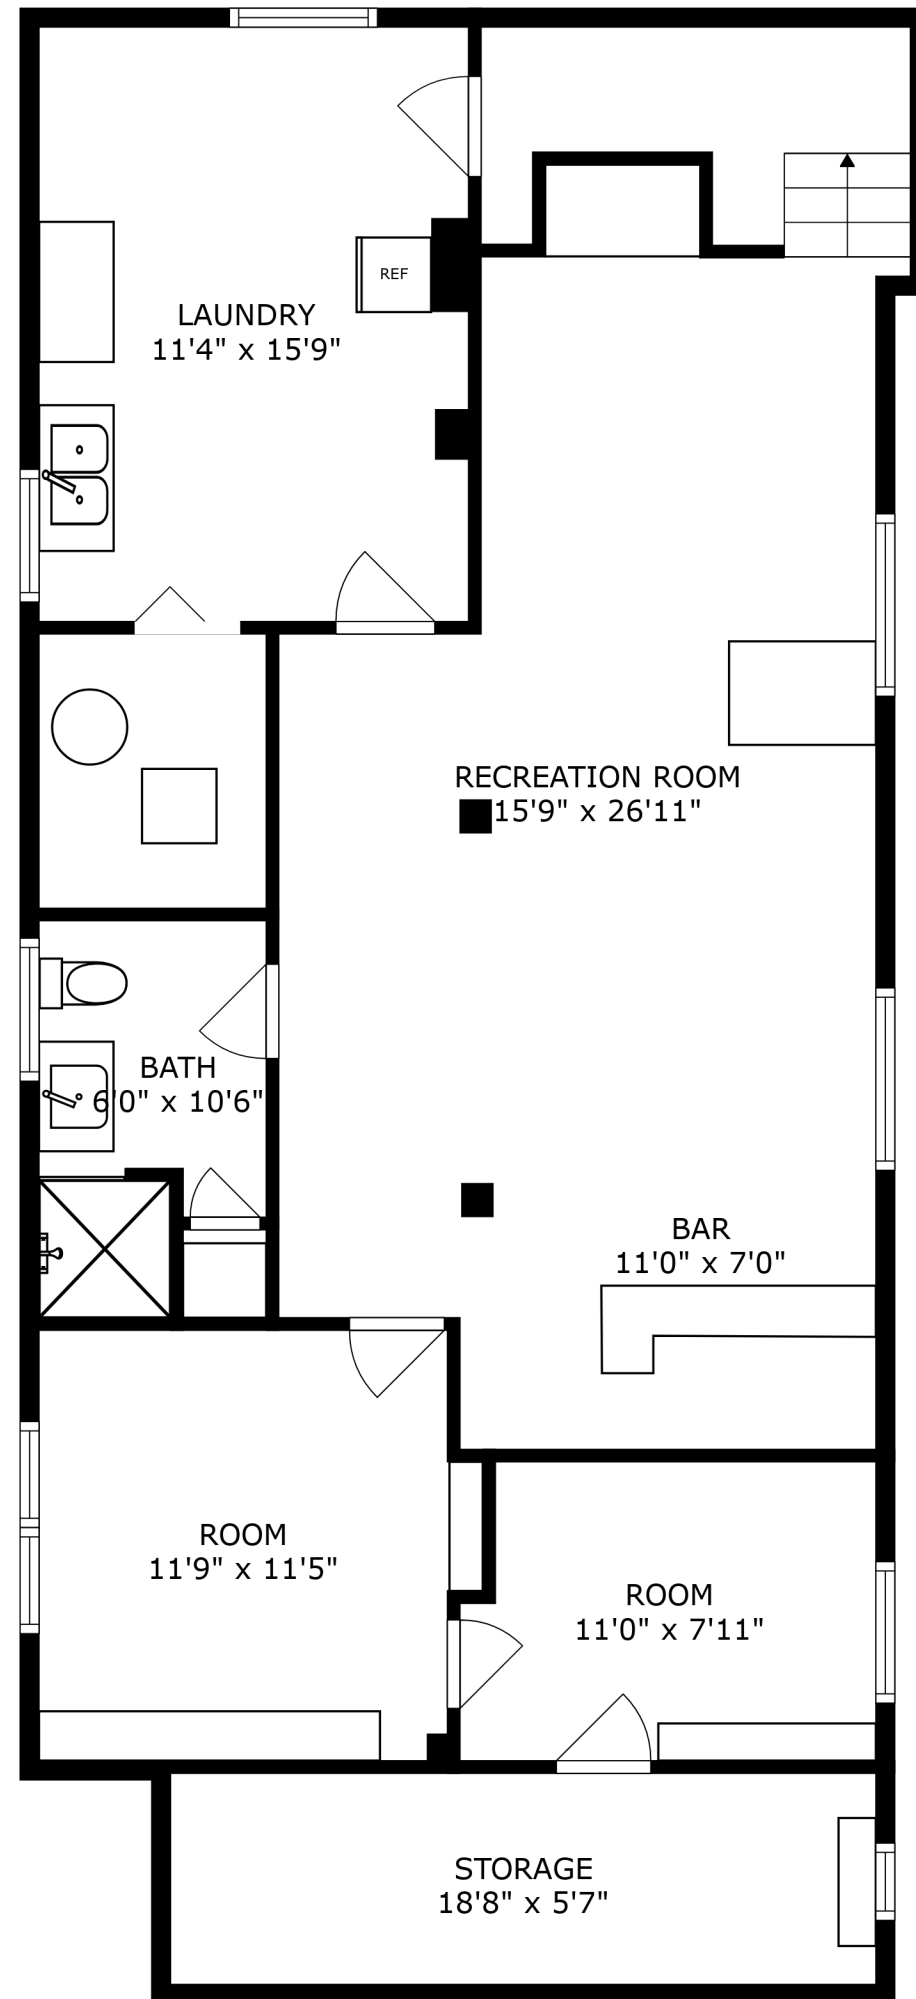 REF
LAUNDRY
11'4" x 15'9"
RECREATION ROOM
15'9" x 26'11"
BATH
6'0" x 10'6"
BAR
11'0" x 7'0"
ROOM
11'9" x 11'5"
ROOM
11'0" x 7'11"
STORAGE
18'8" x 5'7"